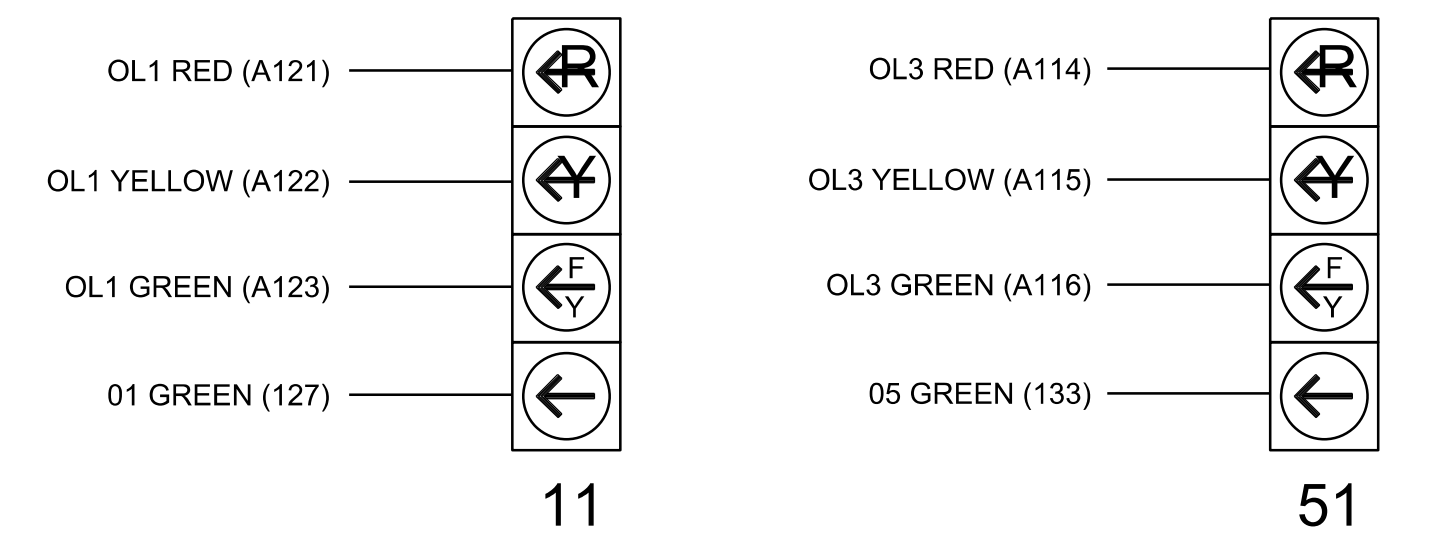 OL1 RED (A121)
R
OL1 YELLOW (A122)
Y
OL1 GREEN (A123)
F
Y
01 GREEN (127)
11
OL3 RED (A114)
R
OL3 YELLOW (A115)
Y
OL3 GREEN (A116)
F
Y
05 GREEN (133)
51